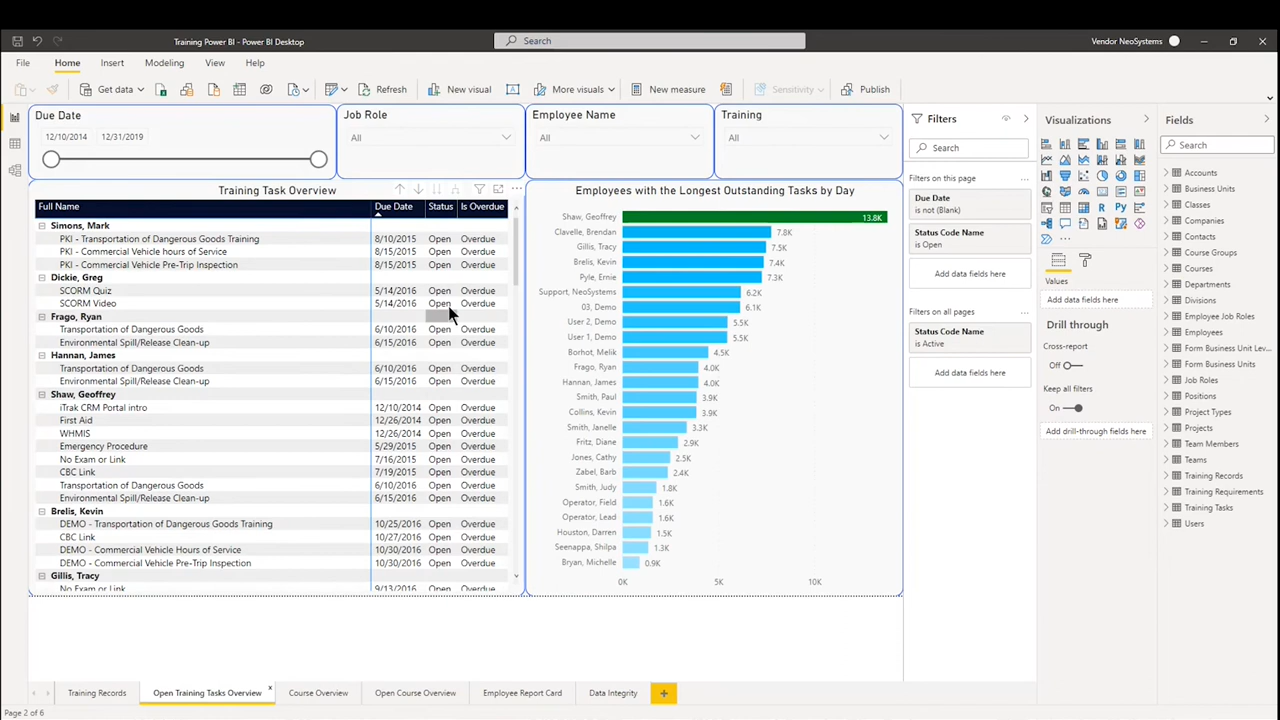 Training Power BI - Power BI Desktop
Search
Vendor NeoSystems
File
Home
Insert
Modeling
View
Help
Get data
Refresh
New visual
More visuals
New measure
Sensitivity
Publish
Due Date
12/10/2014
12/31/2019
Job Role
All
Employee Name
All
Training
All
Training Task Overview
Full Name
Due Date
Status
Is Overdue
Simons, Mark
PKI - Transportation of Dangerous Goods Training 8/10/2015 Open Overdue
PKI - Commercial Vehicle hours of Service 8/15/2015 Open Overdue
PKI - Commercial Vehicle Pre-Trip Inspection 8/15/2015 Open Overdue
Dickie, Greg
SCORM Quiz 5/14/2016 Open Overdue
SCORM Video 5/14/2016 Open Overdue
Frago, Ryan
Transportation of Dangerous Goods 6/10/2016 Open Overdue
Environmental Spill/Release Clean-up 6/15/2016 Open Overdue
Hannan, James
Transportation of Dangerous Goods 6/10/2016 Open Overdue
Environmental Spill/Release Clean-up 6/15/2016 Open Overdue
Shaw, Geoffrey
iTrak CRM Portal intro 12/10/2014 Open Overdue
First Aid 12/26/2014 Open Overdue
WHMIS 12/26/2014 Open Overdue
Emergency Procedure 5/29/2015 Open Overdue
No Exam or Link 7/16/2015 Open Overdue
CBC Link 7/19/2015 Open Overdue
Transportation of Dangerous Goods 6/10/2016 Open Overdue
Environmental Spill/Release Clean-up 6/15/2016 Open Overdue
Brelis, Kevin
DEMO - Transportation of Dangerous Goods Training 10/25/2016 Open Overdue
CBC Link 10/27/2016 Open Overdue
DEMO - Commercial Vehicle Hours of Service 10/30/2016 Open Overdue
DEMO - Commercial Vehicle Pre-Trip Inspection 10/30/2016 Open Overdue
Gillis, Tracy
No Exam or Link 9/13/2016 Open Overdue
Employees with the Longest Outstanding Tasks by Day
Shaw, Geoffrey 13.8K
Clavelle, Brendan 7.8K
Gillis, Tracy 7.5K
Brelis, Kevin 7.4K
Pyle, Ernie 7.3K
Support, NeoSystems 6.2K
03, Demo 6.1K
User 2, Demo 5.5K
User 1, Demo 5.5K
Borhot, Melik 4.5K
Frago, Ryan 4.0K
Hannan, James 4.0K
Smith, Paul 3.9K
Collins, Kevin 3.9K
Smith, Janelle 3.3K
Fritz, Diane 2.9K
Jones, Cathy 2.5K
Zabel, Barb 2.4K
Smith, Judy 1.8K
Operator, Field 1.6K
Operator, Lead 1.6K
Houston, Darren 1.5K
Seenappa, Shilpa 1.3K
Bryan, Michelle 0.9K
0K 5K 10K
Filters
Search
Filters on this page
Due Date
is not (Blank)
Status Code Name
is Open
Add data fields here
Filters on all pages
Status Code Name
is Active
Add data fields here
Visualizations
R
Py
Values
Add data fields here
Drill through
Cross-report
Off
Keep all filters
On
Add drill-through fields here
Fields
Search
Accounts
Business Units
Classes
Companies
Contacts
Course Groups
Courses
Departments
Divisions
Employee Job Roles
Employees
Form Business Unit Lev...
Form Business Units
Job Roles
Positions
Project Types
Projects
Team Members
Teams
Training Records
Training Requirements
Training Tasks
Users
Training Records
Open Training Tasks Overview
Course Overview
Open Course Overview
Employee Report Card
Data Integrity
Page 2 of 6